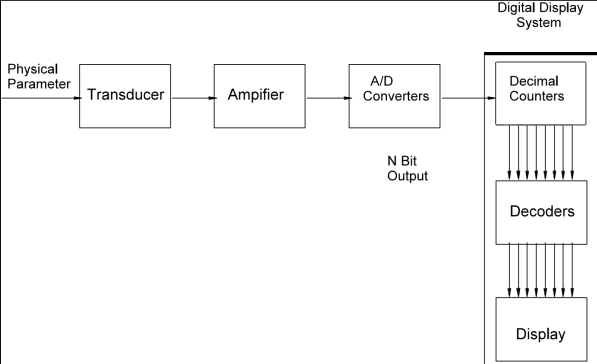 Digital Display
System
Physical
Parameter
Transducer
Ampifier
A/D
Converters
Decimal
Counters
N Bit
Output
Decoders
Display